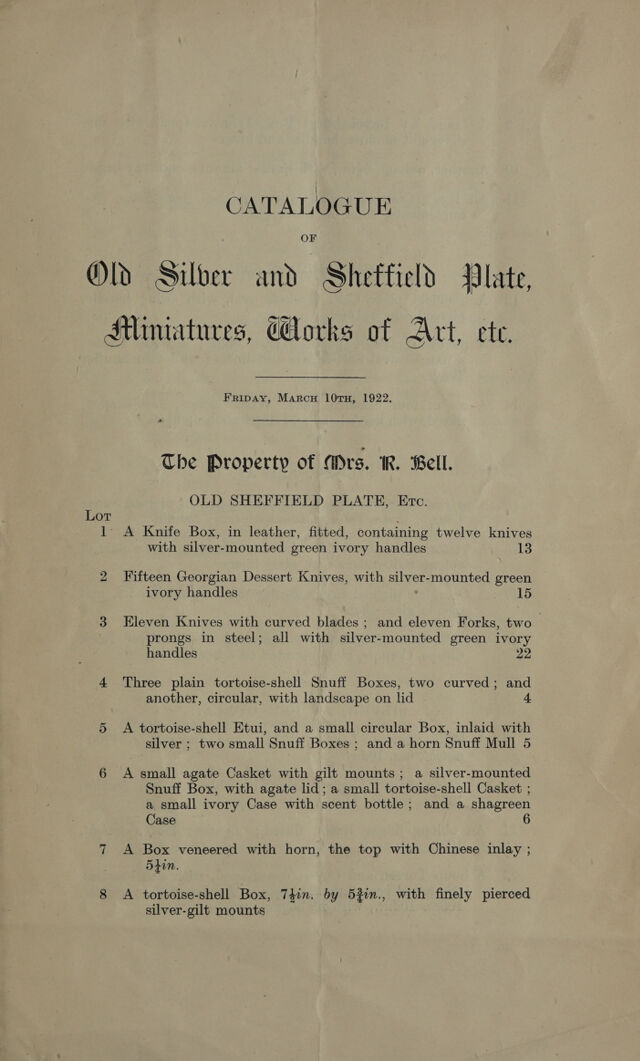 CATALOGUE
OF
Old Silver and Sheffield Plate,
Miniatures, Works of Art, etc.
FRIDAY, MARCH 10TH, 1922.
The Property of Mrs. R. Bell.
OLD SHEFFIELD PLATE, ETC.
LOT
1 A Knife Box, in leather, fitted, containing twelve knives
with silver-mounted green ivory handles 13
2 Fifteen Georgian Dessert Knives, with silver-mounted green
ivory handles 15
3 Eleven Knives with curved blades ; and eleven Forks, two
prongs in steel; all with silver-mounted green ivory
handles 22
4 Three plain tortoise-shell Snuff Boxes, two curved ; and
another, circular, with landscape on lid 4
5 A tortoise-shell Etui, and a small circular Box, inlaid with
silver ; two small Snuff Boxes ; and a horn Snuff Mull 5
6 A small agate Casket with gilt mounts ; a silver-mounted
Snuff Box, with agate lid ; a small tortoise-shell Casket ;
a small ivory Case with scent bottle ; and a shagreen
Case 6
7 A Box veneered with horn, the top with Chinese inlay ;
8 A tortoise-shell Box, by with finely pierced
silver-gilt mounts